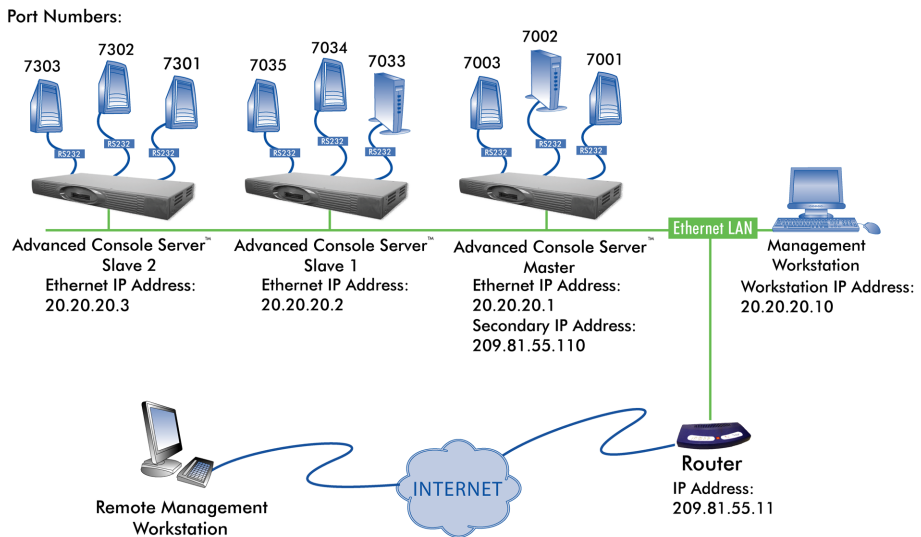 Port Numbers:
7303
7302
7301
7035
7034
7033
7003
7002
7001
RS232
RS232
RS232
RS232
RS232
RS232
RS232
RS232
RS232
Ethernet LAN
Advanced Console Server™
Slave 2
Ethernet IP Address:
20.20.20.3
Advanced Console Server™
Slave 1
Ethernet IP Address:
20.20.20.2
Advanced Console Server™
Master
Ethernet IP Address:
20.20.20.1
Secondary IP Address:
209.81.55.110
Management
Workstation
Workstation IP Address:
20.20.20.10
Remote Management
Workstation
INTERNET
Router
IP Address:
209.81.55.11